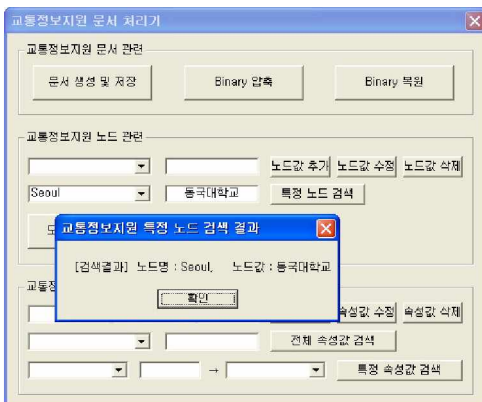 교통정보지원 문서 처리기
교통정보지원 문서 관련
문서 생성 및 저장 Binary 압축 Binary 복원
교통정보지원 노드 관련
노드값 추가 노드값 수정 노드값 삭제
Seoul 동국대학교 특정 노드 검색
교통정보지원 특정 노드 검색 결과
[검색결과] 노드명 : Seoul, 노드값 : 동국대학교
확인
속성값 수정 속성값 삭제
전체 속성값 검색
→ 특정 속성값 검색